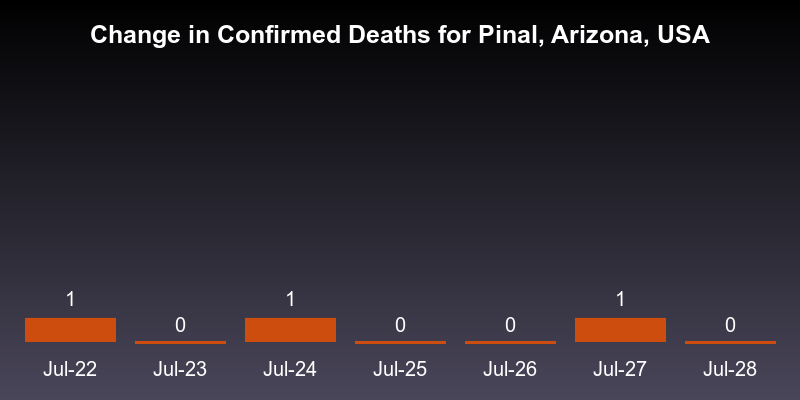 Change in Confirmed Deaths for Pinal, Arizona, USA
1 0 1 0 0 1 0
Jul-22 Jul-23 Jul-24 Jul-25 Jul-26 Jul-27 Jul-28